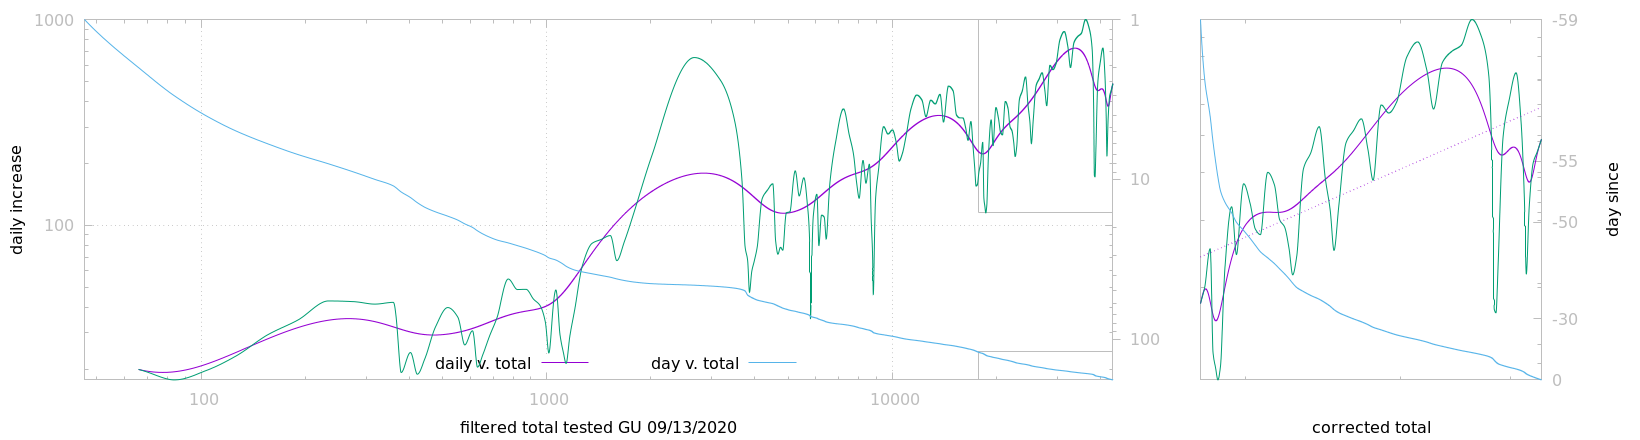 1000
100
daily increase
100
1000
10000
filtered total tested GU 09/13/2020
daily v. total
day v. total
1
10
100
corrected total
-59
-55
-50
-30
0
day since